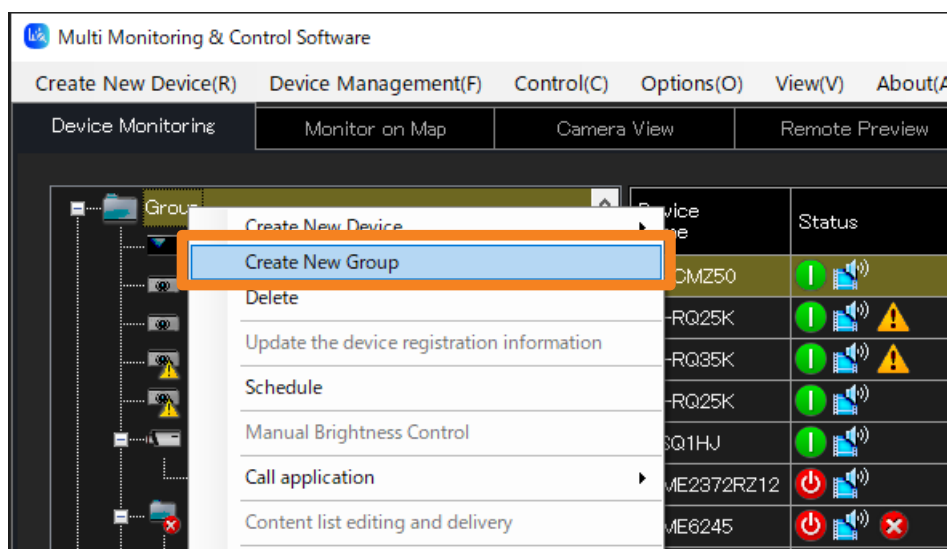 Multi Monitoring & Control Software
Create New Device(R) Device Management(F) Control(C) Options(O) View(V) About(A
Device Monitoring Monitor on Map Camera View Remote Preview
Group
Status
Create New Device
Create New Group
CMZ50
Delete
-RQ25K
Update the device registration information
-RQ35K
Schedule
-RQ25K
Manual Brightness Control
SQ1HJ
Call application
ME2372RZ12
Content list editing and delivery
ME6245